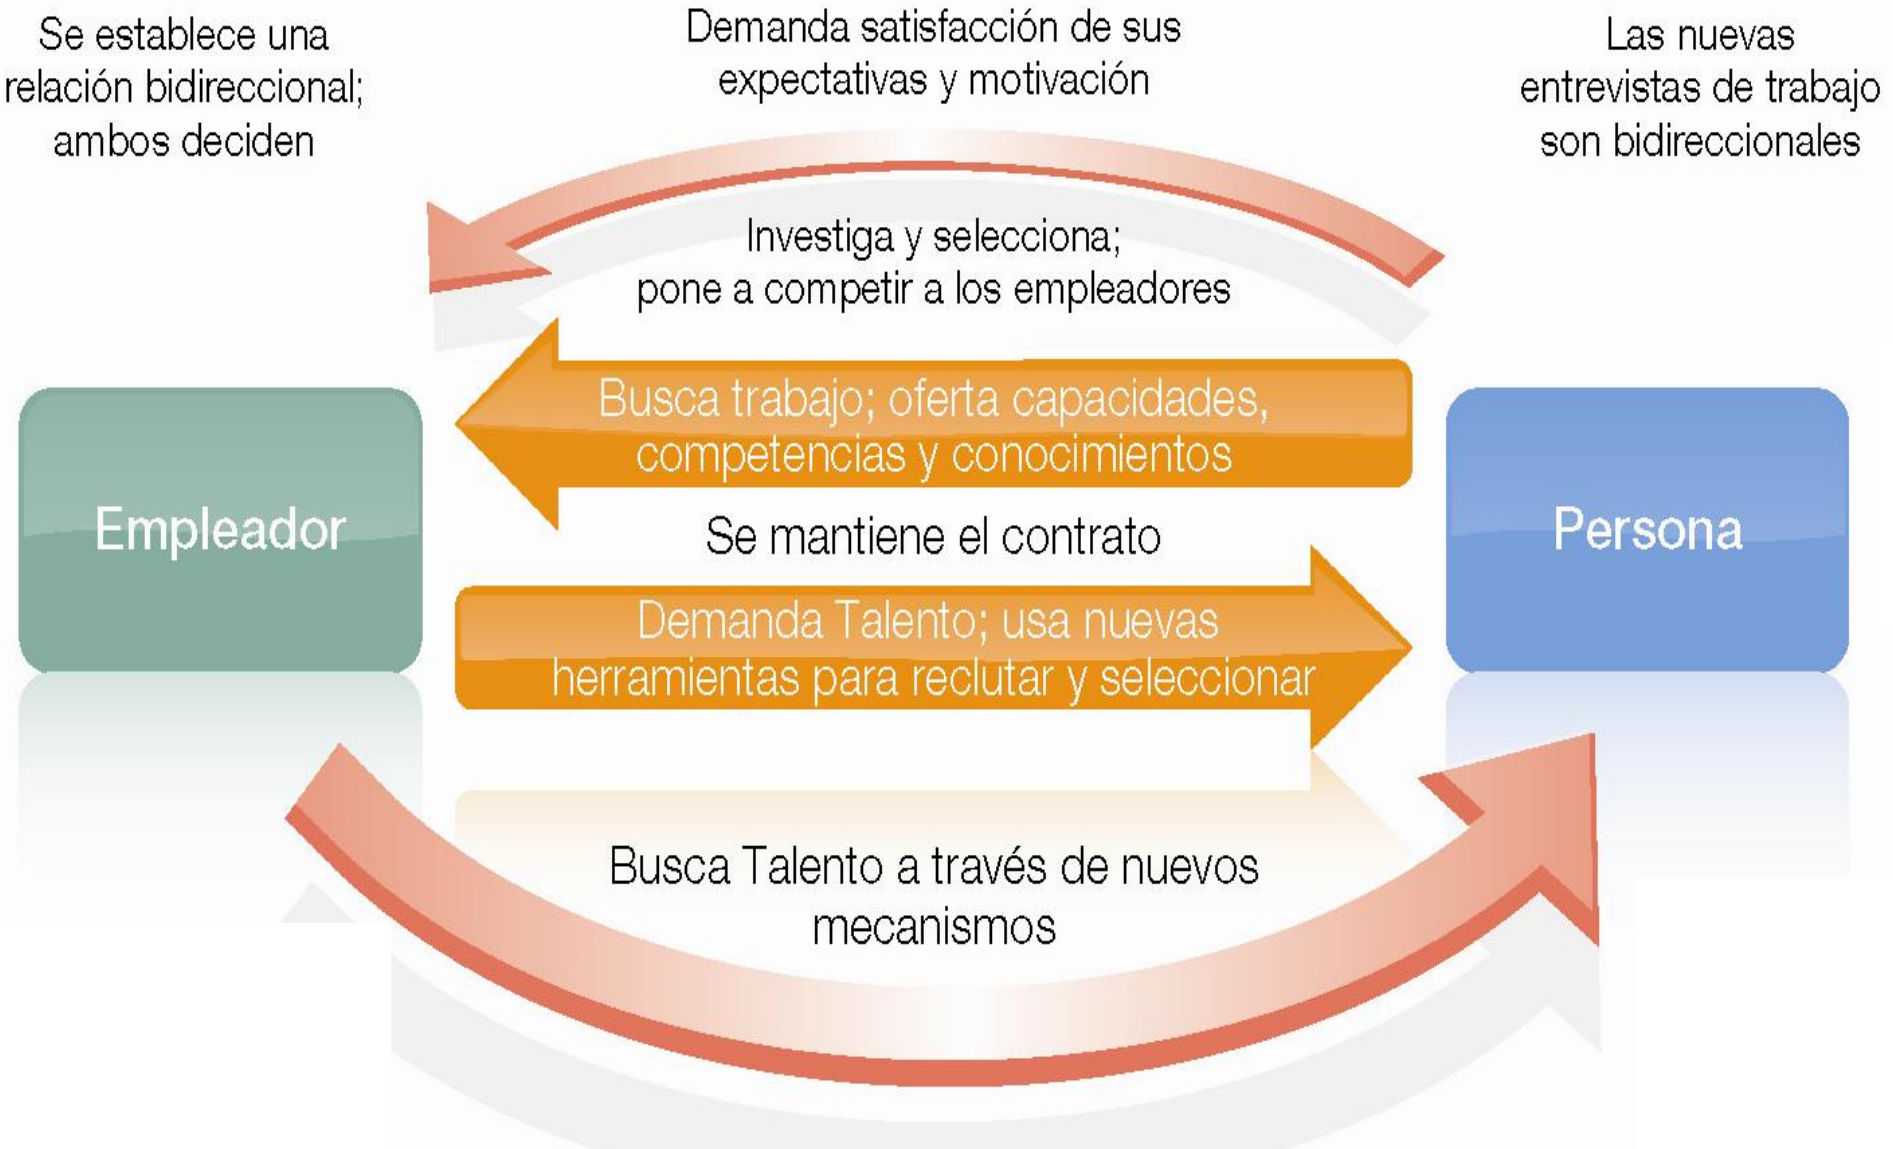 Se establece una
relación bidireccional;
ambos deciden
Demanda satisfacción de sus
expectativas y motivación
Las nuevas
entrevistas de trabajo
son bidireccionales
Investiga y selecciona;
pone a competir a los empleadores
Busca trabajo; oferta capacidades,
competencias y conocimientos
Empleador
Se mantiene el contrato
Persona
Demanda Talento; usa nuevas
herramientas para reclutar y seleccionar
Busca Talento a través de nuevos
mecanismos